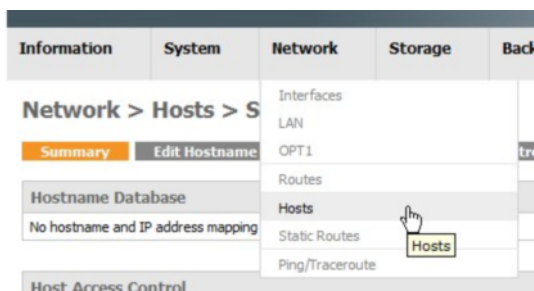 Information System Network Storage Back
Interfaces
Network > Hosts > S
LAN
Summary Edit Hostname OPT1
Routes
Hostname Database
Hosts
No hostname and IP address mapping
Static Routes
Hosts
Ping/Traceroute
Host Access Control